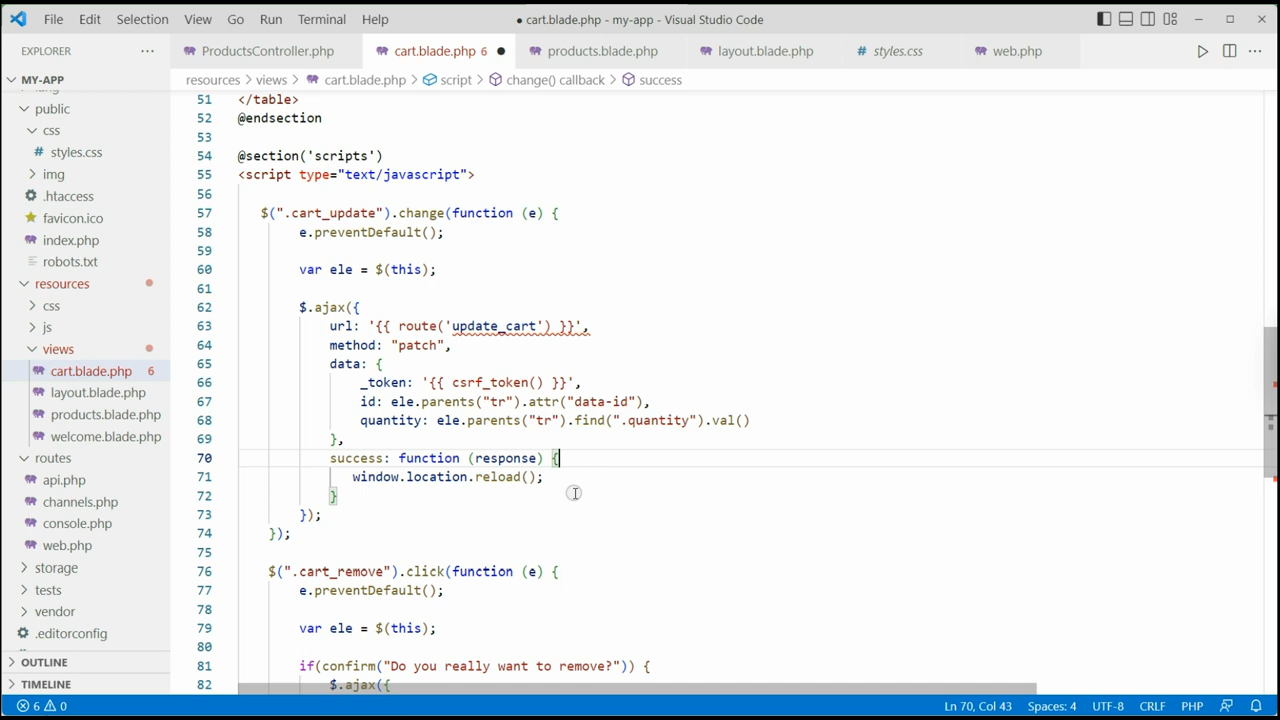 File Edit Selection View Go Run Terminal Help ● cart.blade.php - my-app - Visual Studio Code
EXPLORER ··· ProductsController.php cart.blade.php 6 ● products.blade.php layout.blade.php styles.css web.php ···
MY-APP resources > views > cart.blade.php > script > change() callback > success
lang
public
css
styles.css
img
.htaccess
favicon.ico
index.php
robots.txt
resources
css
js
views
cart.blade.php 6
layout.blade.php
products.blade.php
welcome.blade.php
routes
api.php
channels.php
console.php
web.php
storage
tests
vendor
.editorconfig
OUTLINE
TIMELINE
51 </table>
52 @endsection
53
54 @section('scripts')
55 <script type="text/javascript">
56
57 $(".cart_update").change(function (e) {
58 e.preventDefault();
59
60 var ele = $(this);
61
62 $.ajax({
63 url: '{{ route('update_cart') }}',
64 method: "patch",
65 data: {
66 _token: '{{ csrf_token() }}',
67 id: ele.parents("tr").attr("data-id"),
68 quantity: ele.parents("tr").find(".quantity").val()
69 },
70 success: function (response) {
71 window.location.reload();
72 }
73 });
74 });
75
76 $(".cart_remove").click(function (e) {
77 e.preventDefault();
78
79 var ele = $(this);
80
81 if(confirm("Do you really want to remove?")) {
82 $.ajax({
6 0 Ln 70, Col 43 Spaces: 4 UTF-8 CRLF PHP